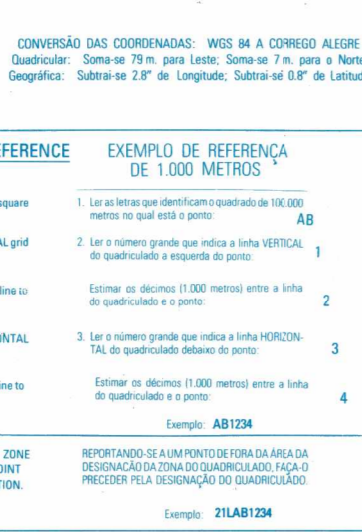 CONVERSÃO DAS COORDENADAS: WGS 84 A CORREGO ALEGRE
Quadricular: Soma-se 79 m. para Leste; Soma-se 7 m. para o Norte
Geográfica: Subtrai-se 2.8" de Longitude; Subtrai-se 0.8" de Latitud
EFERENCE
EXEMPLO DE REFERENÇA
DE 1.000 METROS
square
1. Ler as letras que identificam o quadrado de 100.000
metros no qual está o ponto: AB
AL grid
2. Ler o número grande que indica a linha VERTICAL
do quadriculado a esquerda do ponto: 1
line to
Estimar os décimos (1.000 metros) entre a linha
do quadriculado e o ponto: 2
NTAL
3. Ler o número grande que indica a linha HORIZON-
TAL do quadriculado debaixo do ponto: 3
ine to
Estimar os décimos (1.000 metros) entre a linha
do quadriculado e o ponto: 4
Exemplo: AB1234
ZONE
OINT
TION.
REPORTANDO-SE A UM PONTO DE FORA DA ÁREA DA
DESIGNACÃO DA ZONA DO QUADRICULADO, FAÇA-O
PRECEDER PELA DESIGNAÇÃO DO QUADRICULADO.
Exemplo: 21LAB1234